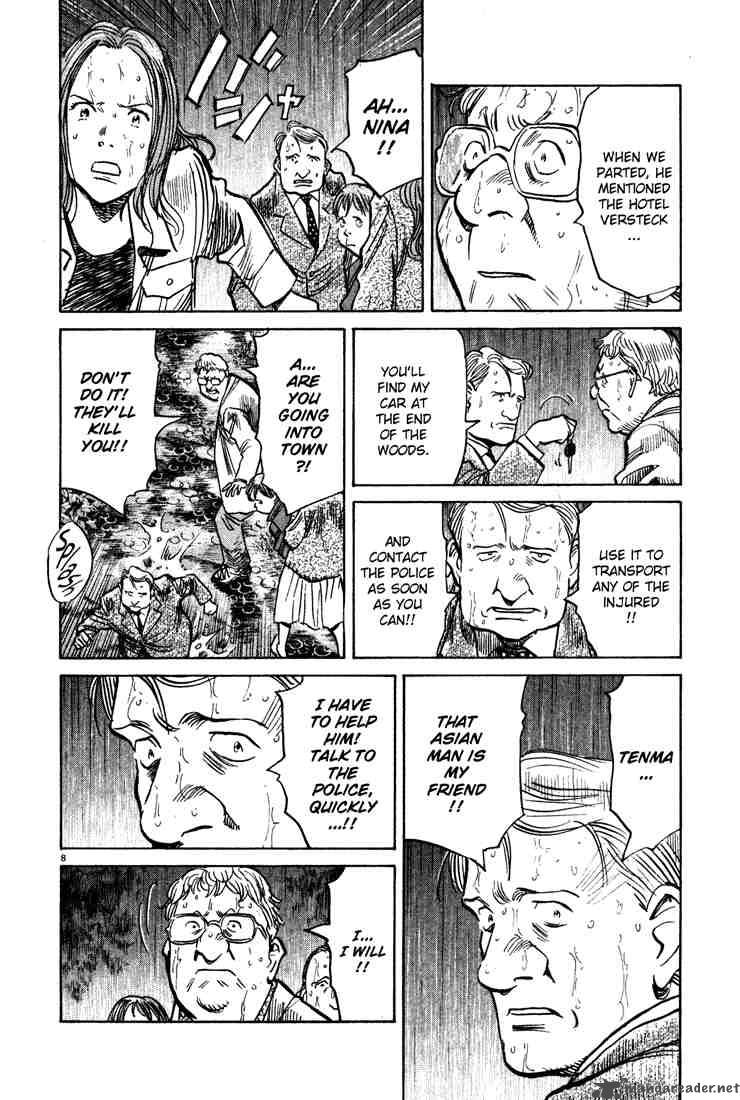 WHEN WE
PARTED, HE
MENTIONED
THE HOTEL
VERSTECK
...
AH...
NINA
!!
YOU'LL
FIND MY
CAR AT
THE END
OF THE
WOODS.
USE IT TO
TRANSPORT
ANY OF THE
INJURED
!!
AND
CONTACT
THE POLICE
AS SOON
AS YOU
CAN!!
A...
ARE
YOU
GOING
INTO
TOWN
?!
DON'T
DO IT!
THEY'LL
KILL
YOU!!
TENMA
...
THAT
ASIAN
MAN IS
MY
FRIEND
!!
I HAVE
TO HELP
HIM!
TALK TO
THE
POLICE,
QUICKLY
...!!
8
I...
I WILL
!!
mangareader.net